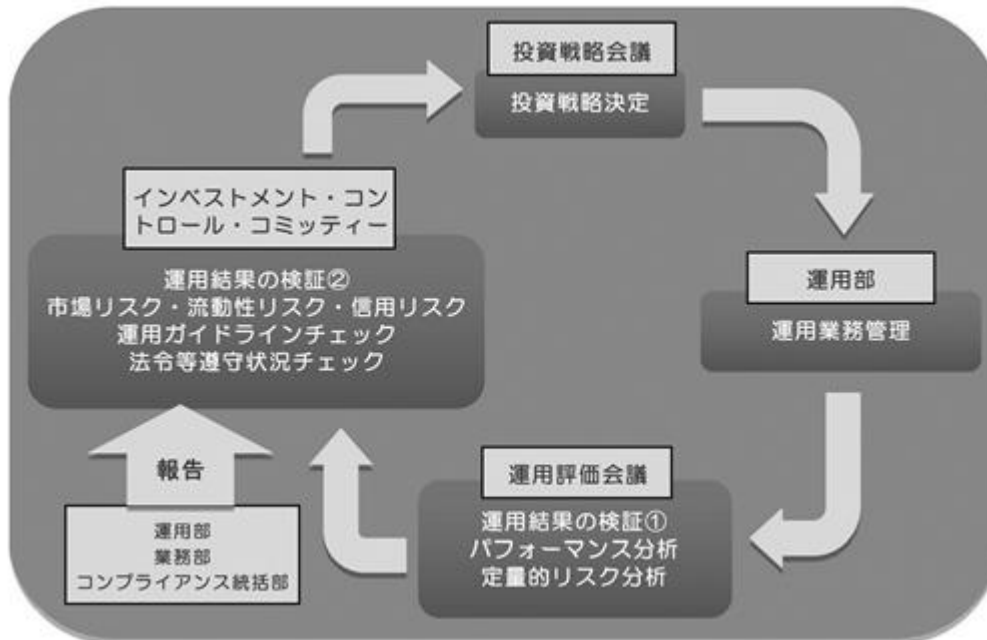 投資戦略会議
投資戦略決定
運用部
運用業務管理
運用評価会議
運用結果の検証①
パフォーマンス分析
定量的リスク分析
インベストメント・コン
トロール・コミッティー
運用結果の検証②
市場リスク・流動性リスク・信用リスク
運用ガイドラインチェック
法令等遵守状況チェック
報告
運用部
業務部
コンプライアンス統括部